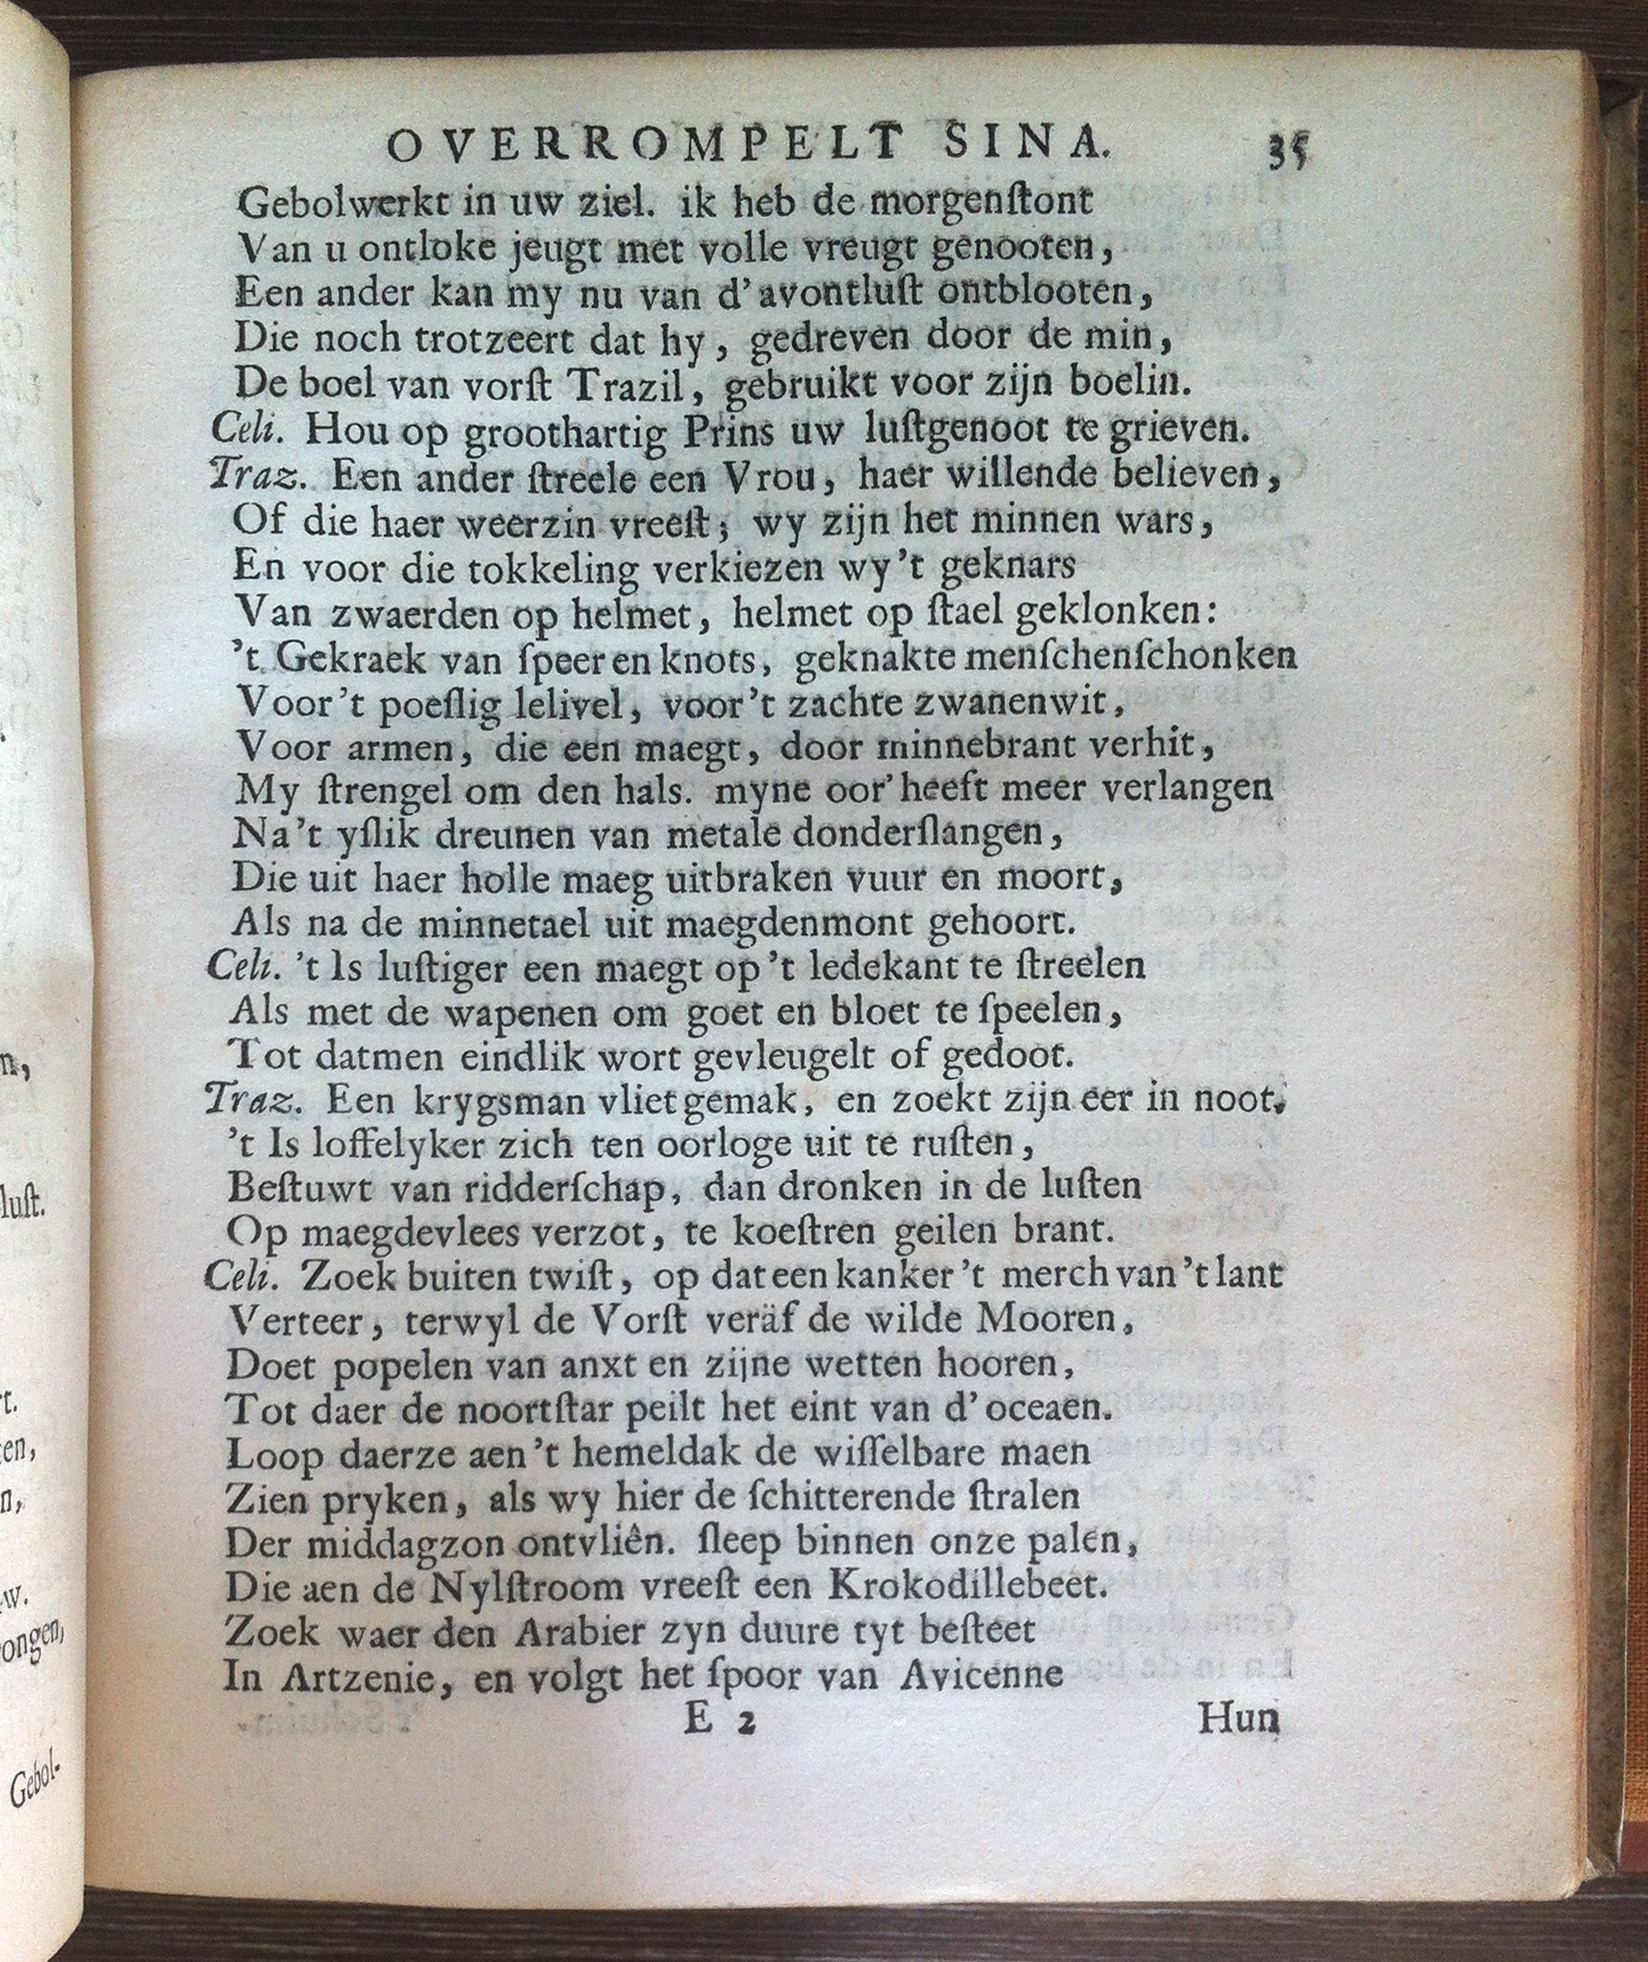 OVERROMPELT SINA. 35
Gebolwerkt in uw ziel. ik heb de morgenſtont
Van u ontloke jeugt met volle vreugt genooten,
Een ander kan my nu van d'avontluſt ontblooten,
Die noch trotzeert dat hy, gedreven door de min,
De boel van vorſt Trazil, gebruikt voor zijn boelin.
Celi. Hou op groothartig Prins uw luſtgenoot te grieven.
Traz. Een ander ſtreele een Vrou, haer willende believen,
Of die haer weerzin vreeſt; wy zijn het minnen wars,
En voor die tokkeling verkiezen wy't geknars
Van zwaerden op helmet, helmet op ſtael geklonken:
't Gekraek van ſpeer en knots, geknakte menſchenſchonken
Voor't poeſlig lelivel, voor't zachte zwanenwit,
Voor armen, die een maegt, door minnebrant verhit,
My ſtrengel om den hals. myne oor' heeft meer verlangen
Na't yſlik dreunen van metale donderſlangen,
Die uit haer holle maeg uitbraken vuur en moort,
Als na de minnetael uit maegdenmont gehoort.
Celi. 't Is luſtiger een maegt op 't ledekant te ſtreelen
Als met de wapenen om goet en bloet te ſpeelen,
Tot datmen eindlik wort gevleugelt of gedoot.
Traz. Een krygsman vliet gemak, en zoekt zijn eer in noot.
't Is loffelyker zich ten oorloge uit te ruſten,
Beſtuwt van ridderſchap, dan dronken in de luſten
Op maegdevlees verzot, te koeſtren geilen brant.
Celi. Zoek buiten twiſt, op dat een kanker 't merch van 't lant
Verteer, terwyl de Vorſt veräf de wilde Mooren,
Doet popelen van anxt en zijne wetten hooren,
Tot daer de noortſtar peilt het eint van d'oceaen.
Loop daerze aen 't hemeldak de wiſſelbare maen
Zien pryken, als wy hier de ſchitterende ſtralen
Der middagzon ontvliên. ſleep binnen onze palen,
Die aen de Nylſtroom vreeſt een Krokodillebeet.
Zoek waer den Arabier zyn duure tyt beſteet
In Artzenie, en volgt het ſpoor van Avicenne
E 2 Hun
n,
luſt.
t.
en,
n,
w.
ongen,
Gebol-